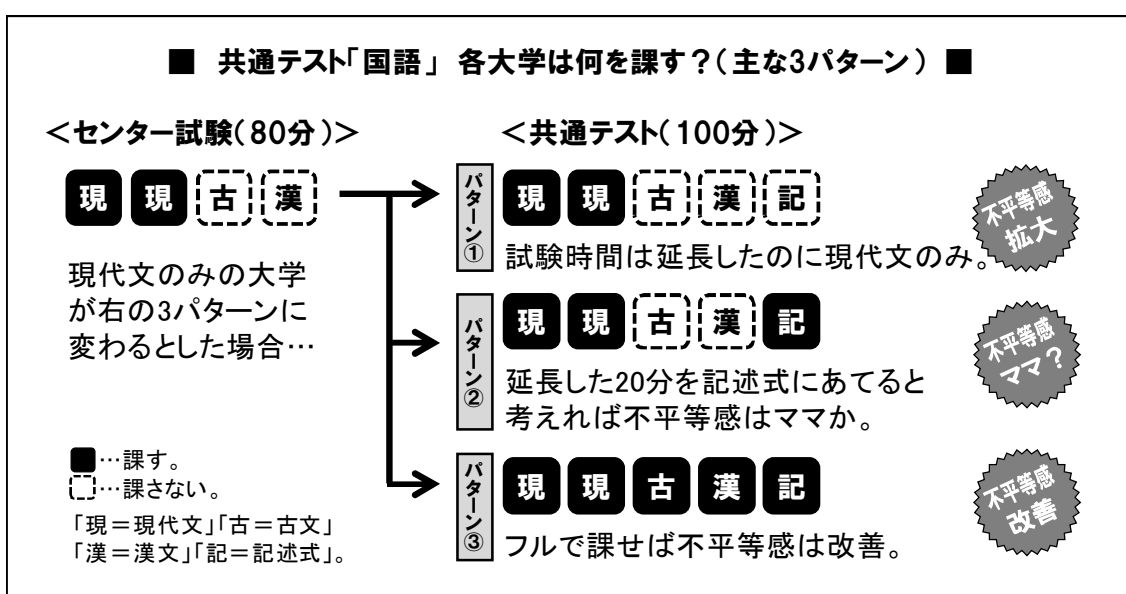 ■ 共通テスト「国語」 各大学は何を課す？（主な3パターン） ■
＜センター試験（80分）＞
現 現 古 漢
現代文のみの大学
が右の3パターンに
変わるとした場合…
■…課す。
…課さない。
「現＝現代文」「古＝古文」
「漢＝漢文」「記＝記述式」。
＜共通テスト（100分）＞
パターン①
現 現 古 漢 記
試験時間は延長したのに現代文のみ。
不平等感
拡大
パターン②
現 現 古 漢 記
延長した20分を記述式にあてると
考えれば不平等感はママか。
不平等感
ママ？
パターン③
現 現 古 漢 記
フルで課せば不平等感は改善。
不平等感
改善